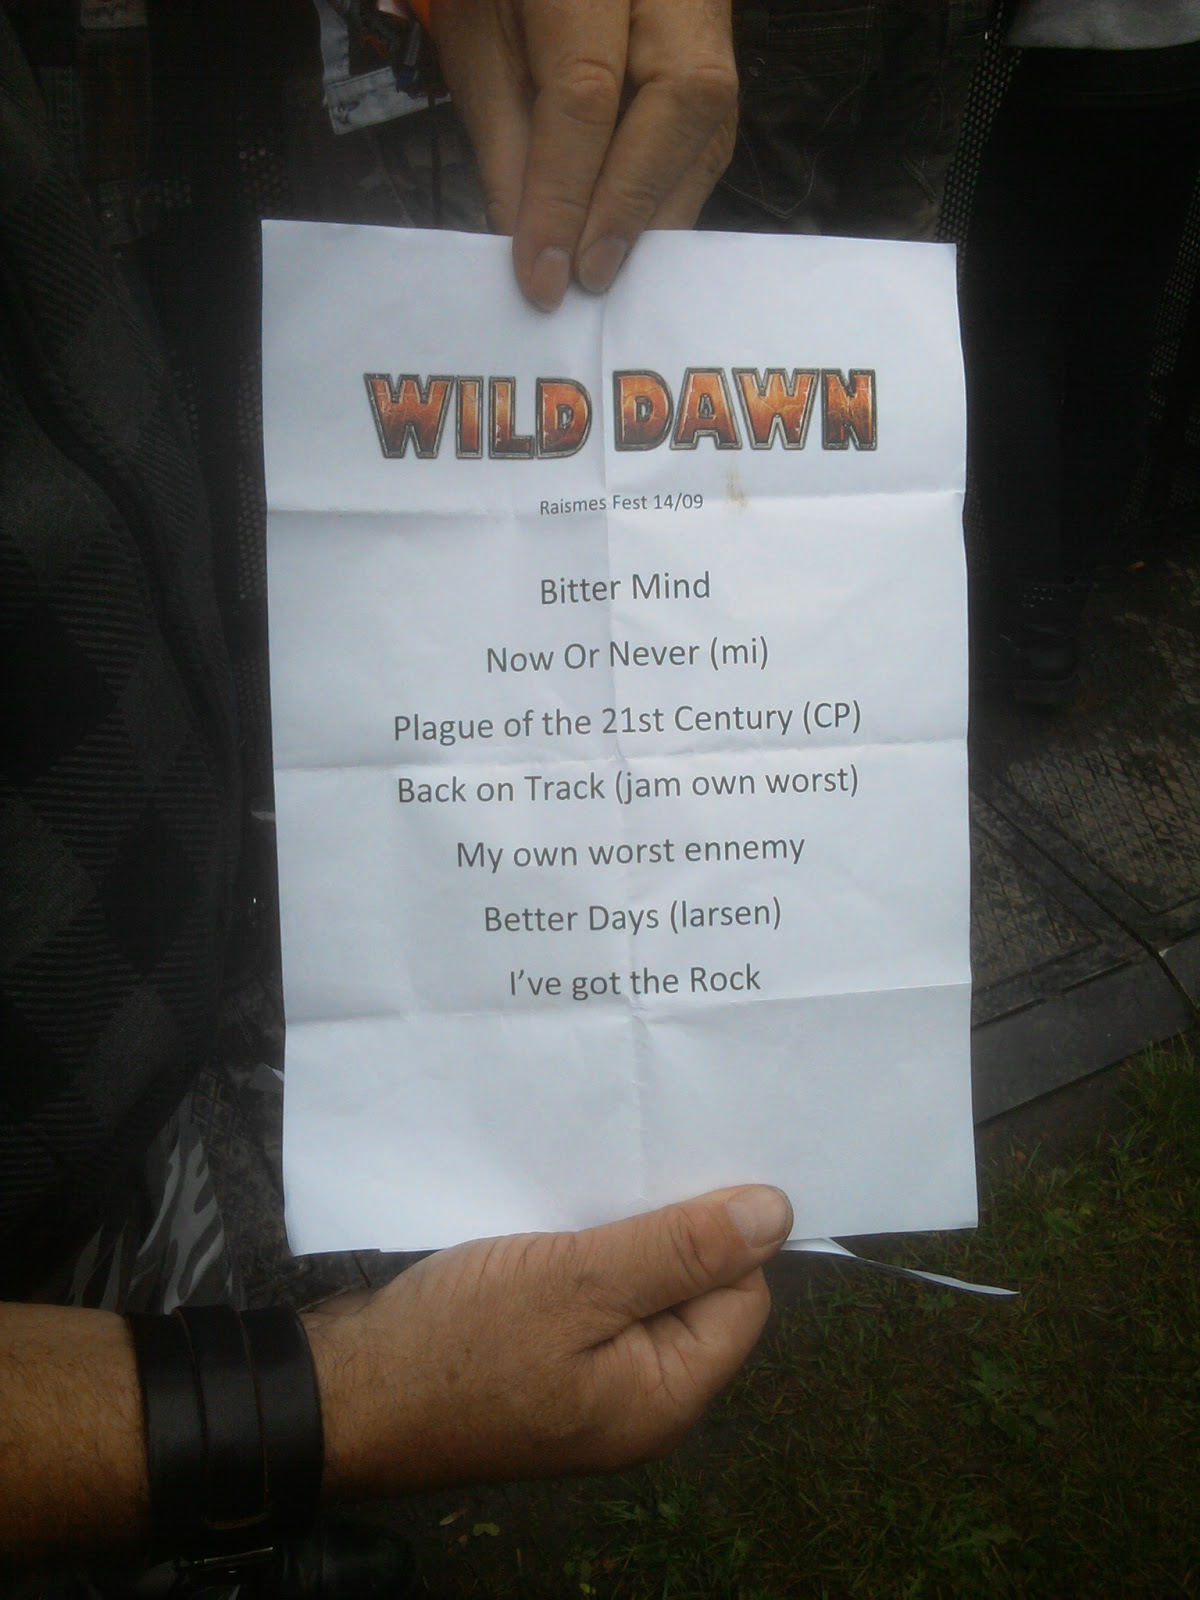 WILD DAWN
Raismes Fest 14/09
Bitter Mind
Now Or Never (mi)
Plague of the 21st Century (CP)
Back on Track (jam own worst)
My own worst ennemy
Better Days (larsen)
I've got the Rock